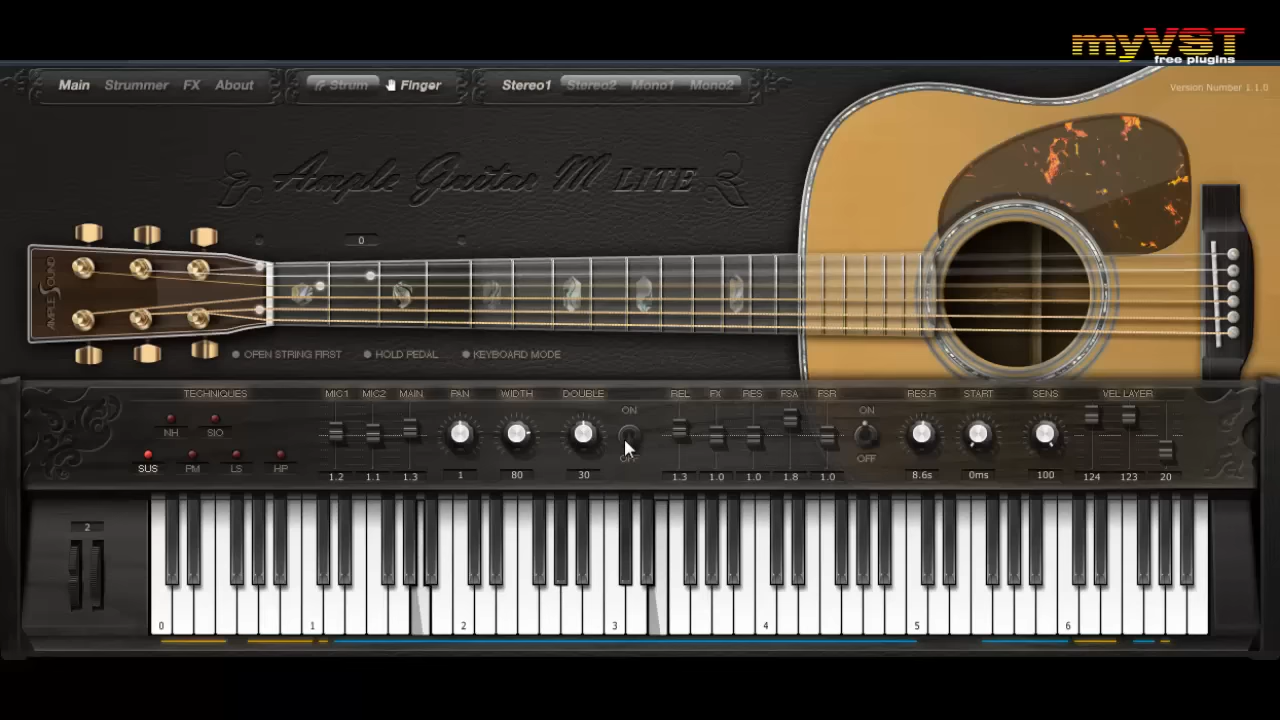 myVST
free plugins
Main Strummer FX About Strum Finger Stereo1 Stereo2 Mono1 Mono2
Version Number 1.1.0
Ample Guitar M LITE
0
AMPLE SOUND
OPEN STRING FIRST HOLD PEDAL KEYBOARD MODE
TECHNIQUES MIC1 MIC2 MAIN PAN WIDTH DOUBLE REL FX RES FSA FSR RES.R START SENS VEL LAYER
ON ON
NH SIO
OFF OFF
SUS PM LS HP
1.2 1.1 1.3 1 80 30 1.3 1.0 1.0 1.8 1.0 8.6s 0ms 100 124 123 20
2
0 1 2 3 4 5 6